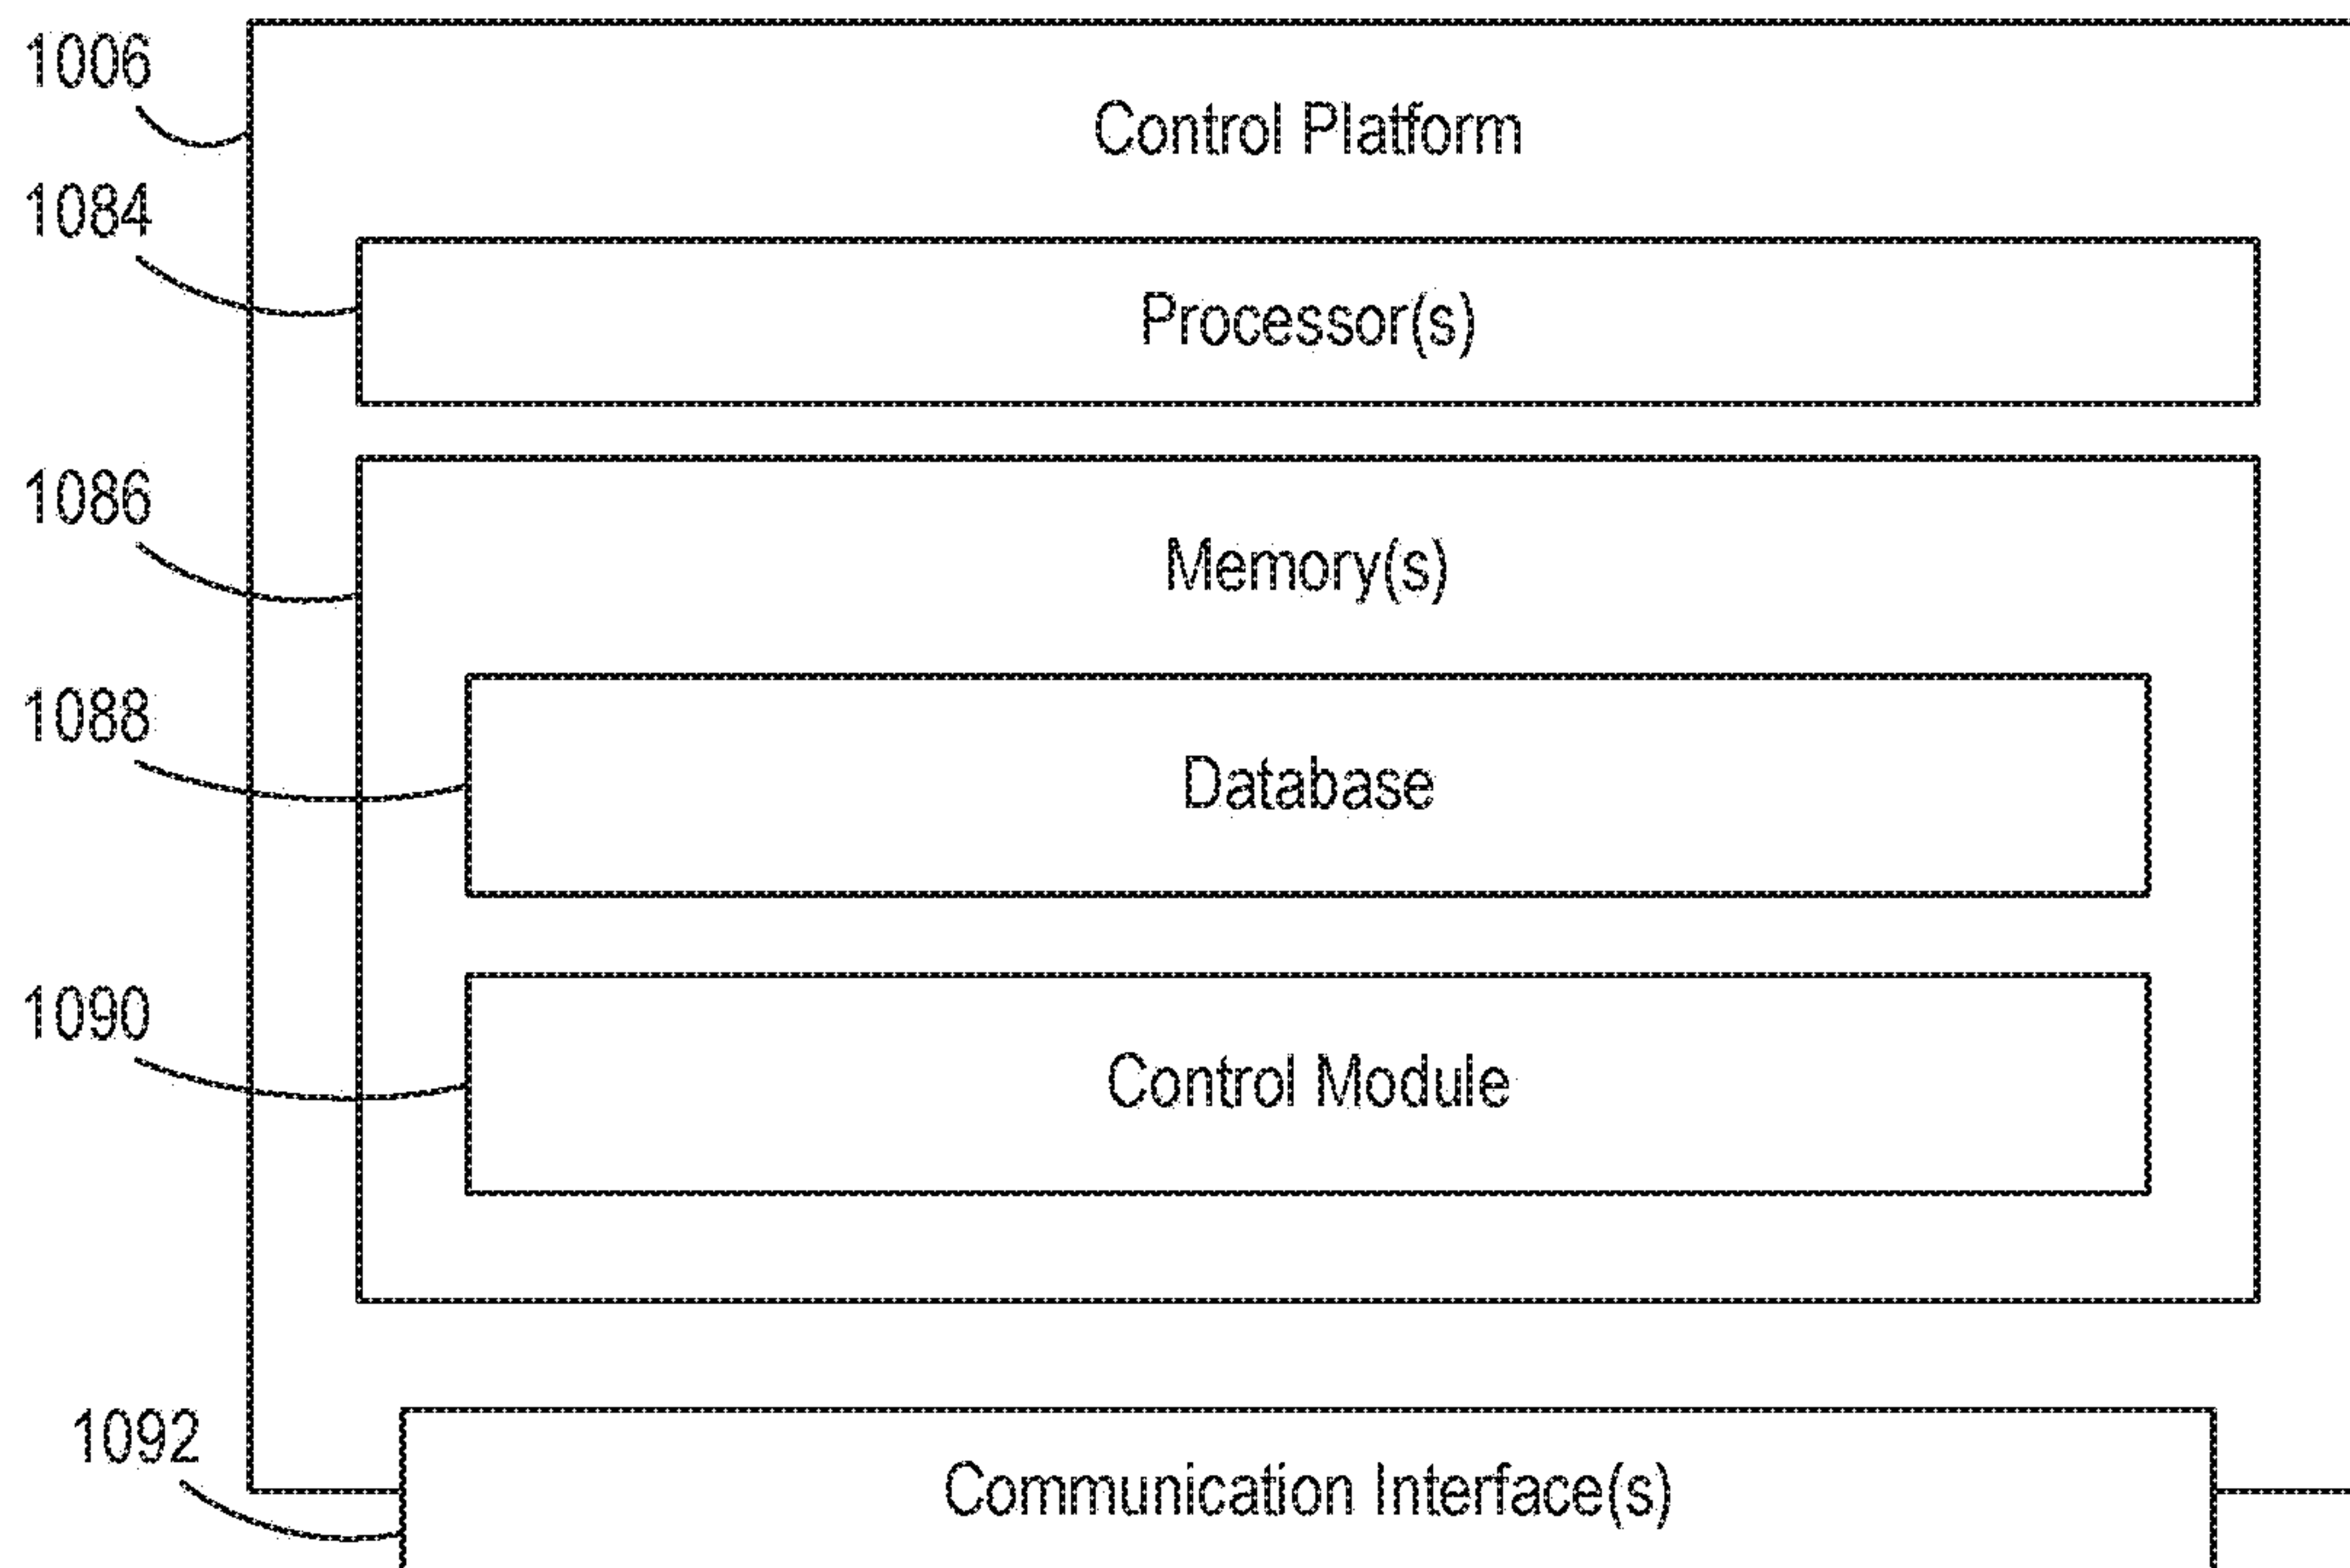 1006
Control Platform
1084
Processor(s)
1086
Memory(s)
1088
Database
1090
Control Module
1092
Communication Interface(s)